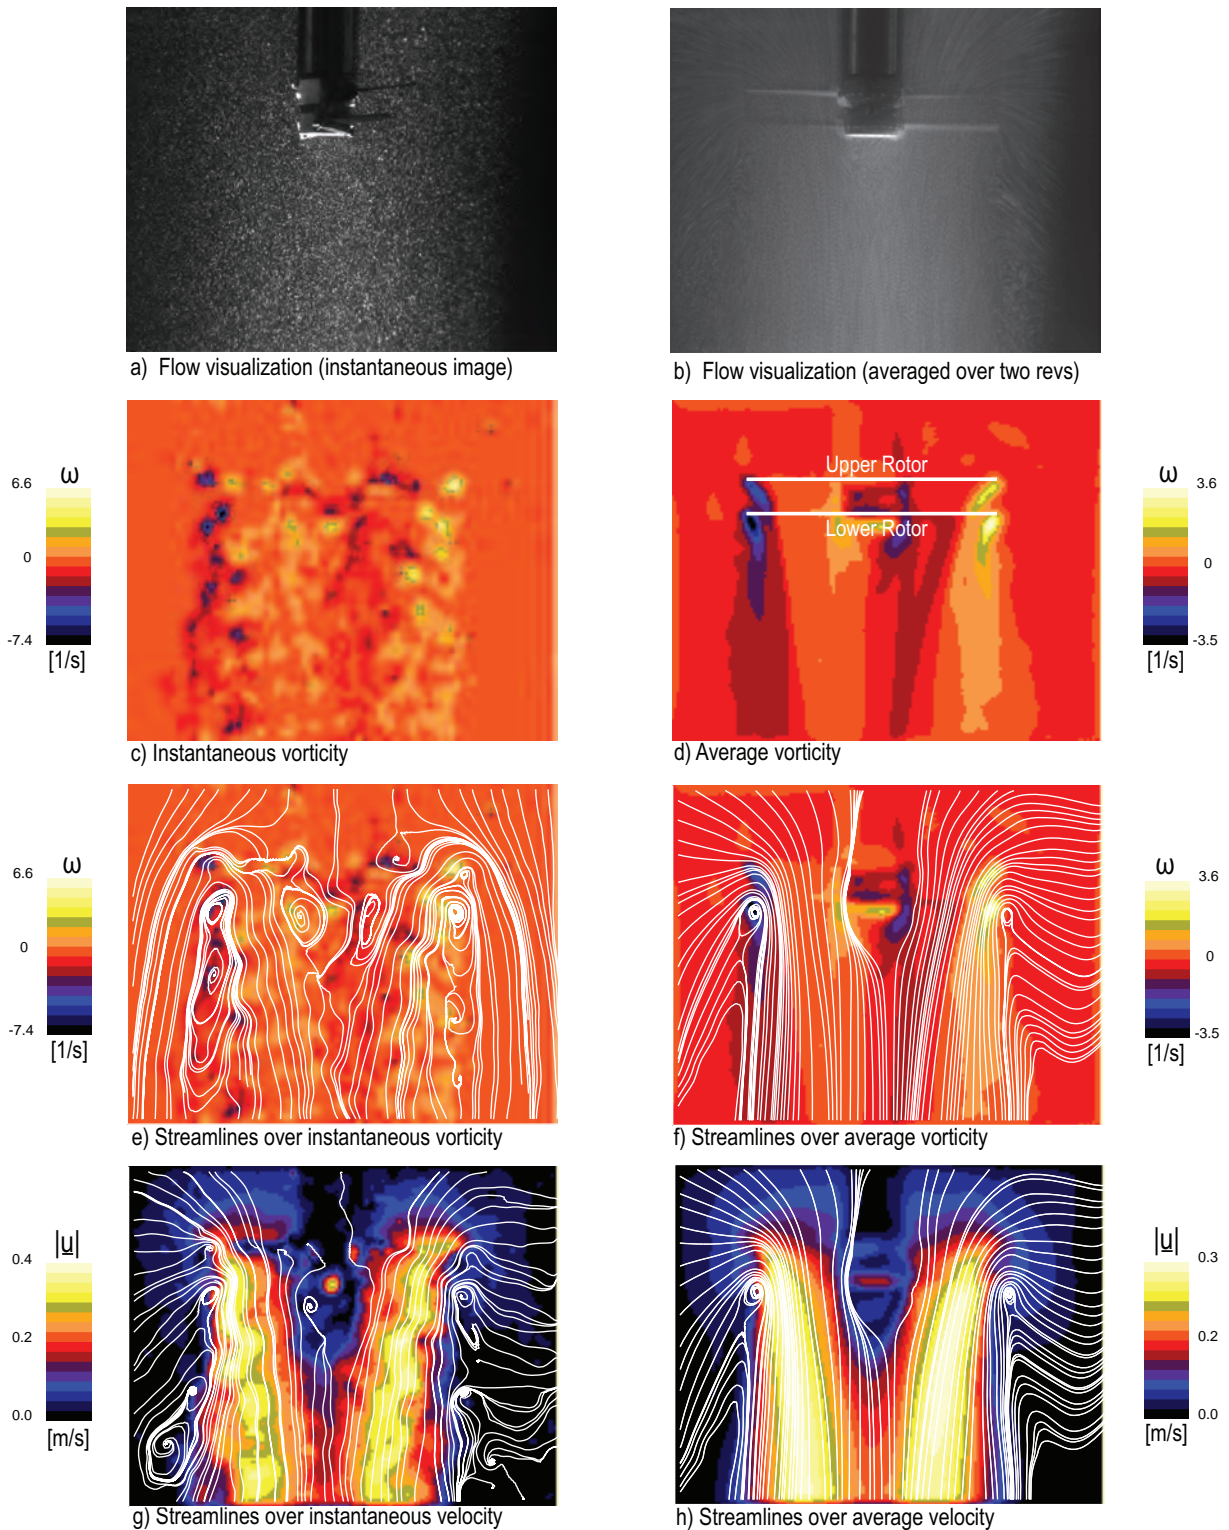 a) Flow visualization (instantaneous image)
b) Flow visualization (averaged over two revs)
ω
6.6
0
-7.4
[1/s]
c) Instantaneous vorticity
Upper Rotor
Lower Rotor
ω
3.6
0
-3.5
[1/s]
d) Average vorticity
ω
6.6
0
-7.4
[1/s]
e) Streamlines over instantaneous vorticity
ω
3.6
0
-3.5
[1/s]
f) Streamlines over average vorticity
|u|
0.4
0.2
0.0
[m/s]
g) Streamlines over instantaneous velocity
|u|
0.3
0.2
0.0
[m/s]
h) Streamlines over average velocity